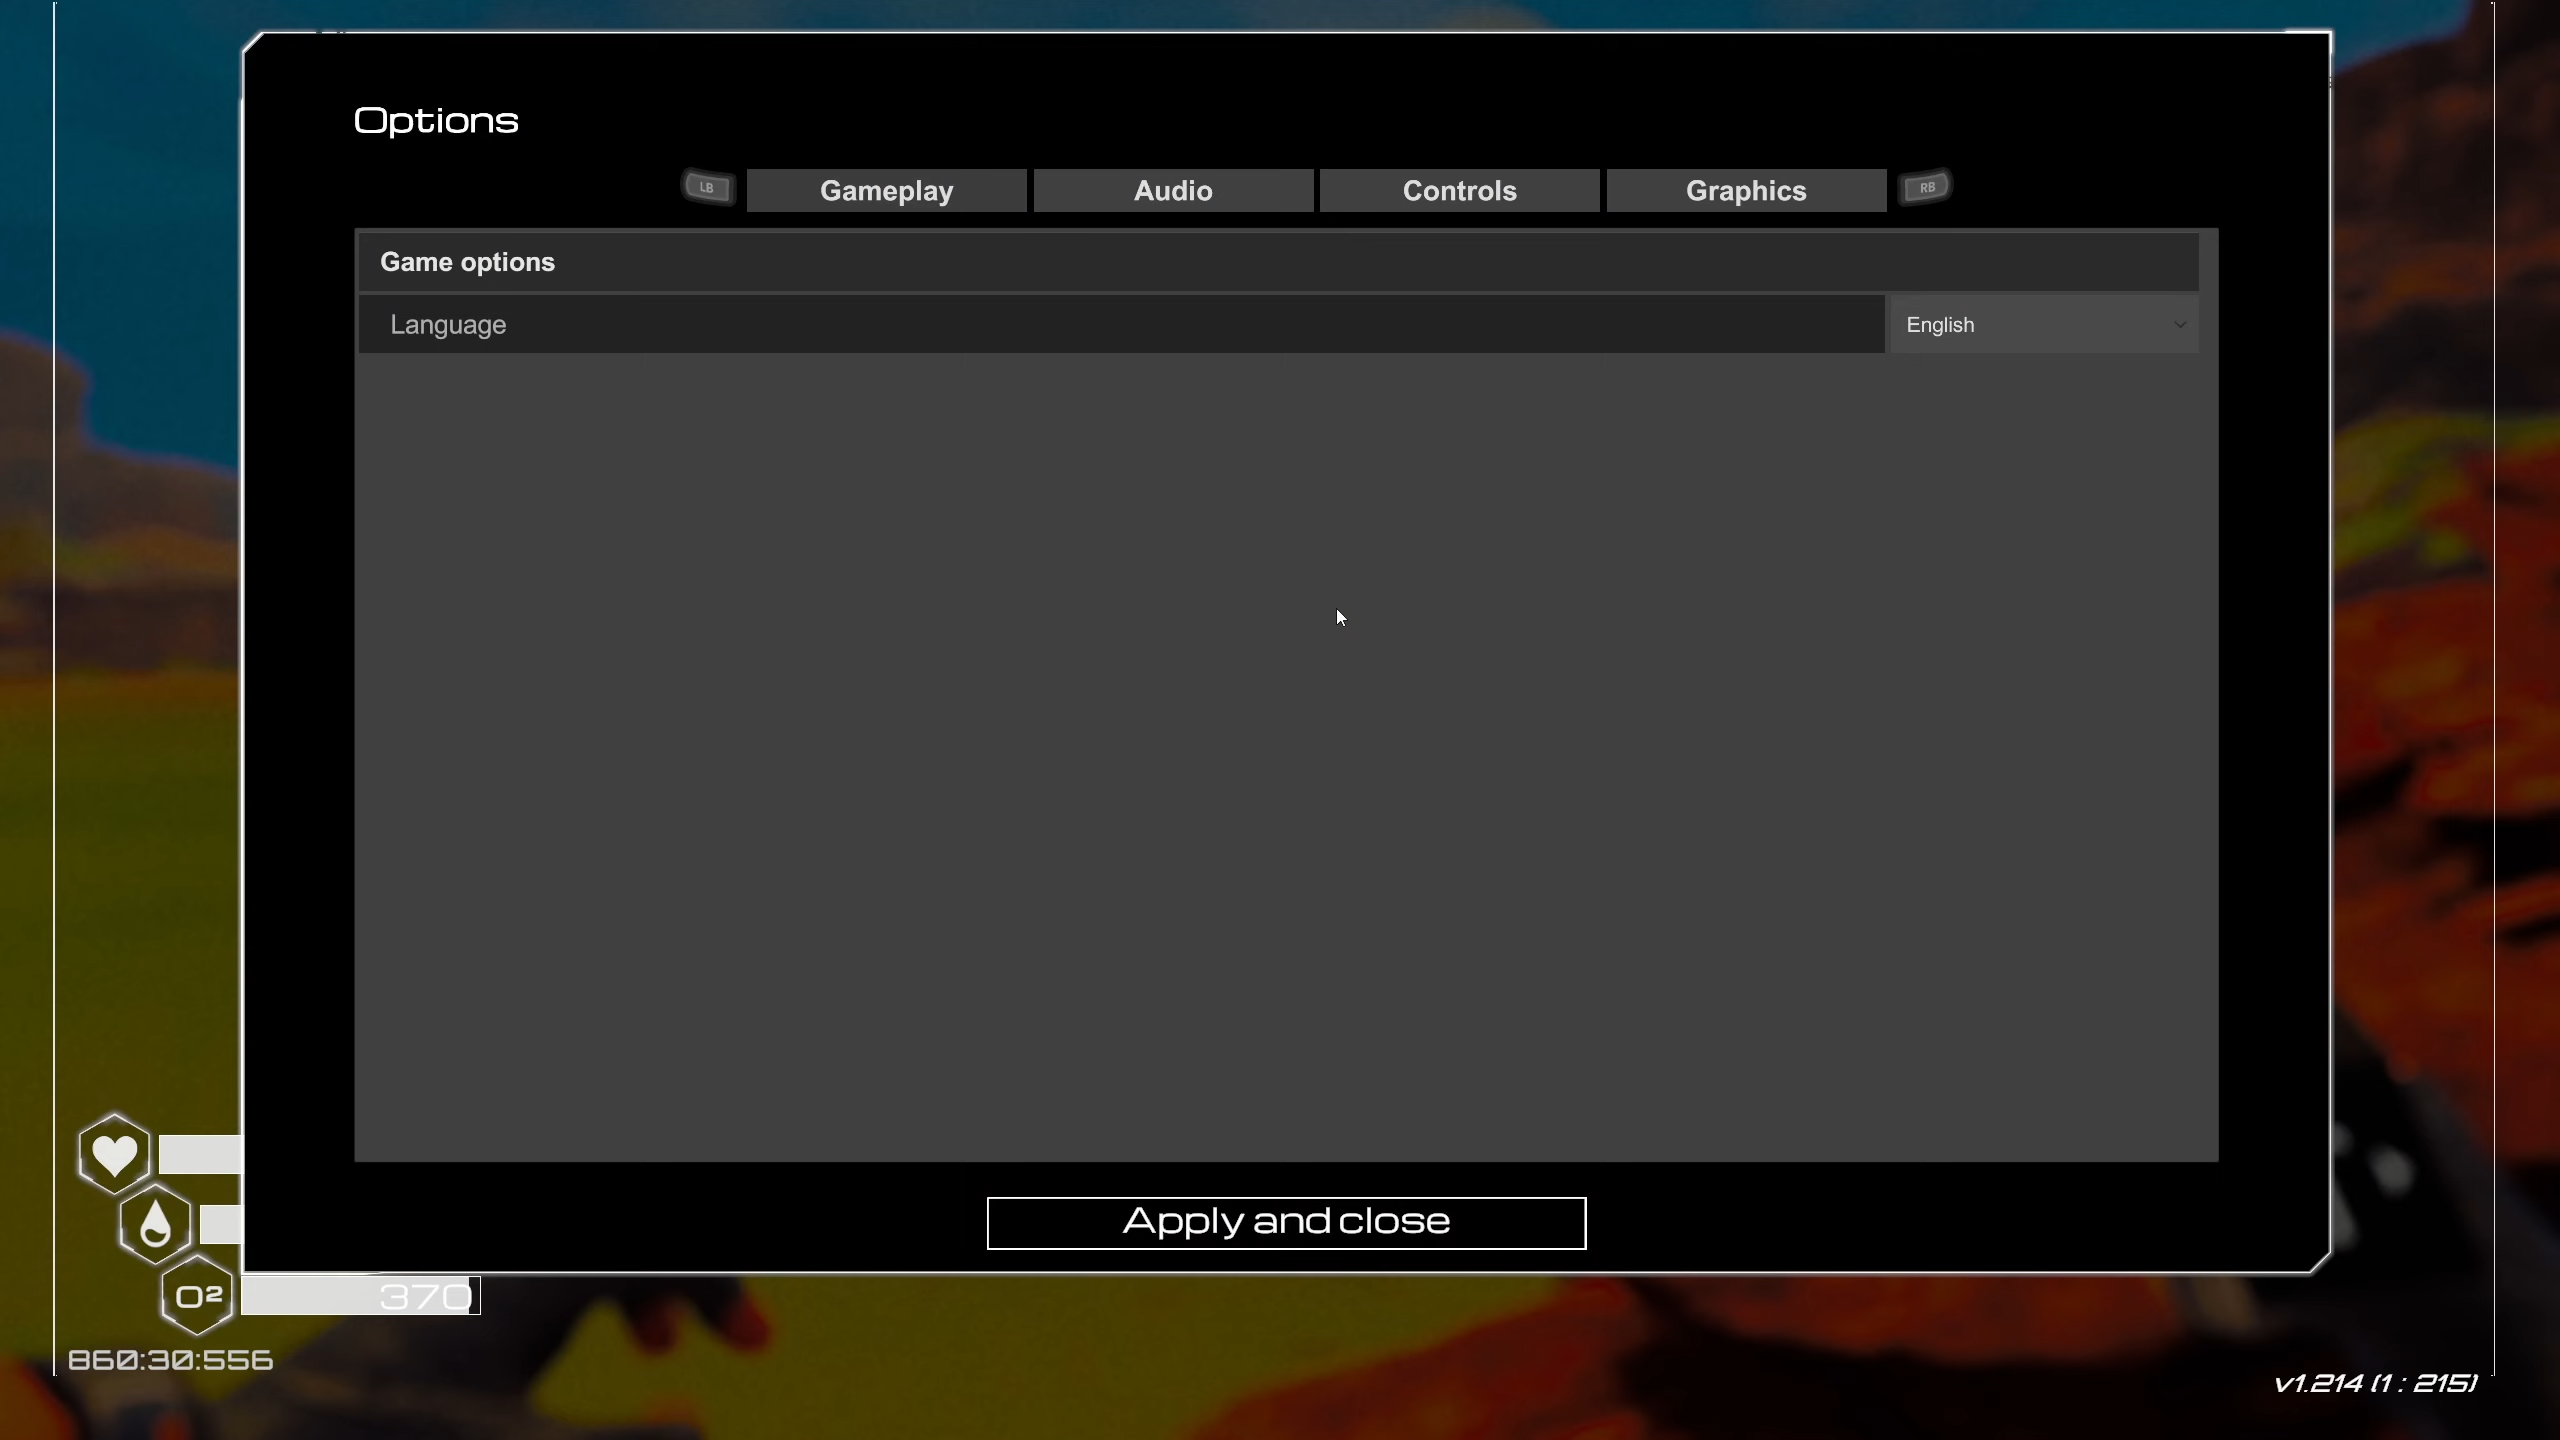 Options
LB
Gameplay
Audio
Controls
Graphics
RB
Game options
Language
English
Apply and close
O²
370
860:30:556
v1.214 (1 : 215)